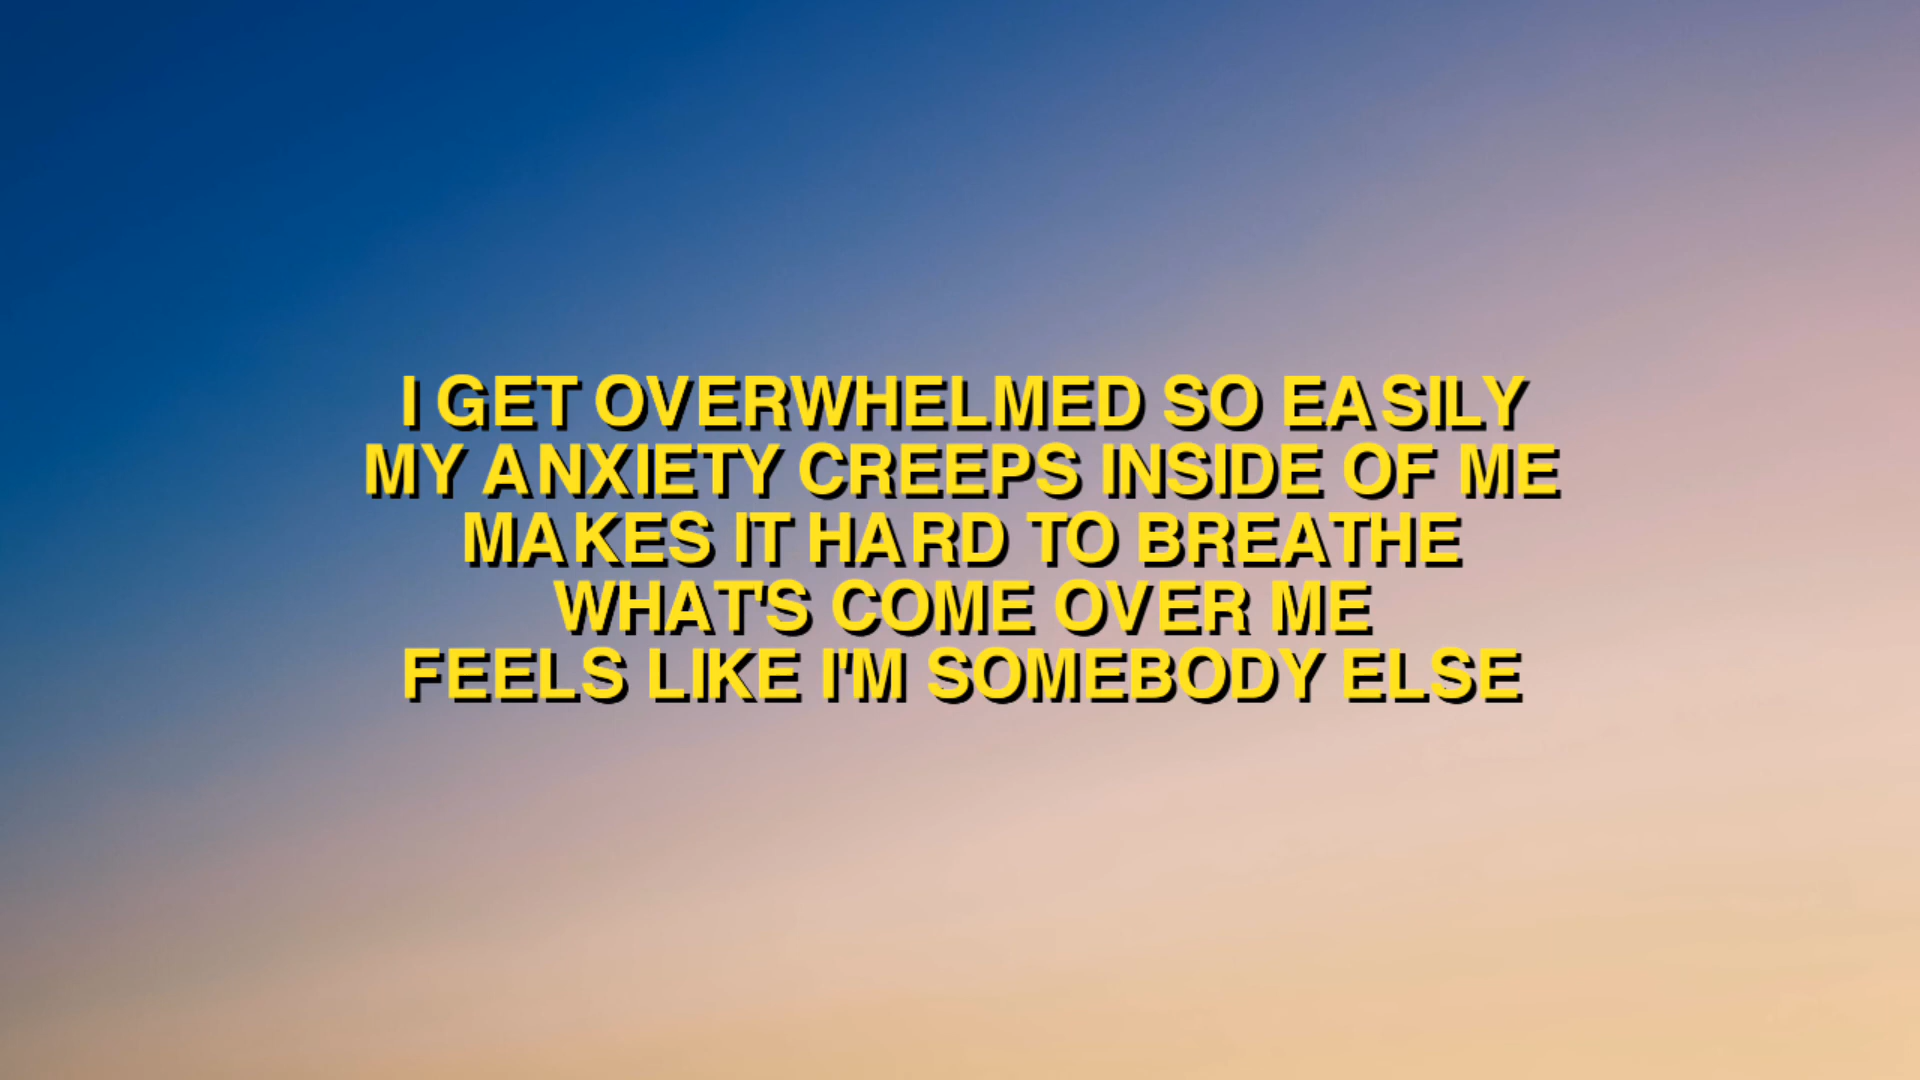 I GET OVERWHELMED SO EASILY
MY ANXIETY CREEPS INSIDE OF ME
MAKES IT HARD TO BREATHE
WHAT'S COME OVER ME
FEELS LIKE I'M SOMEBODY ELSE